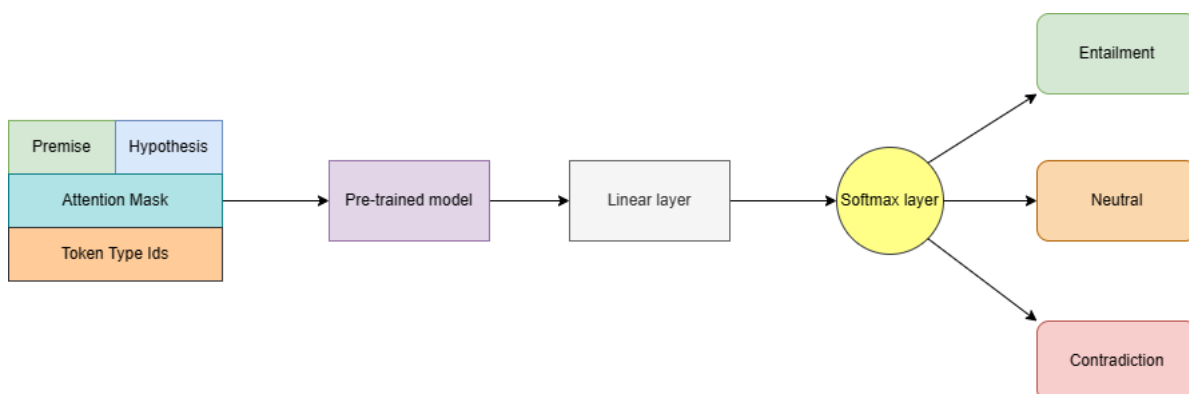 Premise
Hypothesis
Attention Mask
Token Type Ids
Pre-trained model
Linear layer
Softmax layer
Entailment
Neutral
Contradiction